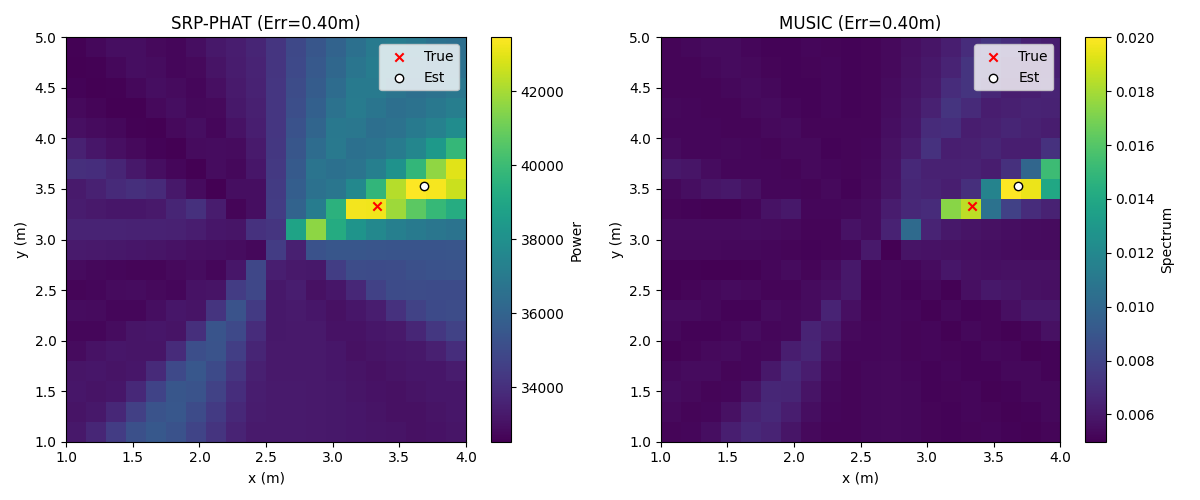 SRP-PHAT (Err=0.40m)
5.0
4.5
4.0
3.5
3.0
2.5
2.0
1.5
1.0
y (m)
1.0 1.5 2.0 2.5 3.0 3.5 4.0
x (m)
True
Est
42000
40000
38000
36000
34000
Power
MUSIC (Err=0.40m)
5.0
4.5
4.0
3.5
3.0
2.5
2.0
1.5
1.0
y (m)
1.0 1.5 2.0 2.5 3.0 3.5 4.0
x (m)
True
Est
0.020
0.018
0.016
0.014
0.012
0.010
0.008
0.006
Spectrum